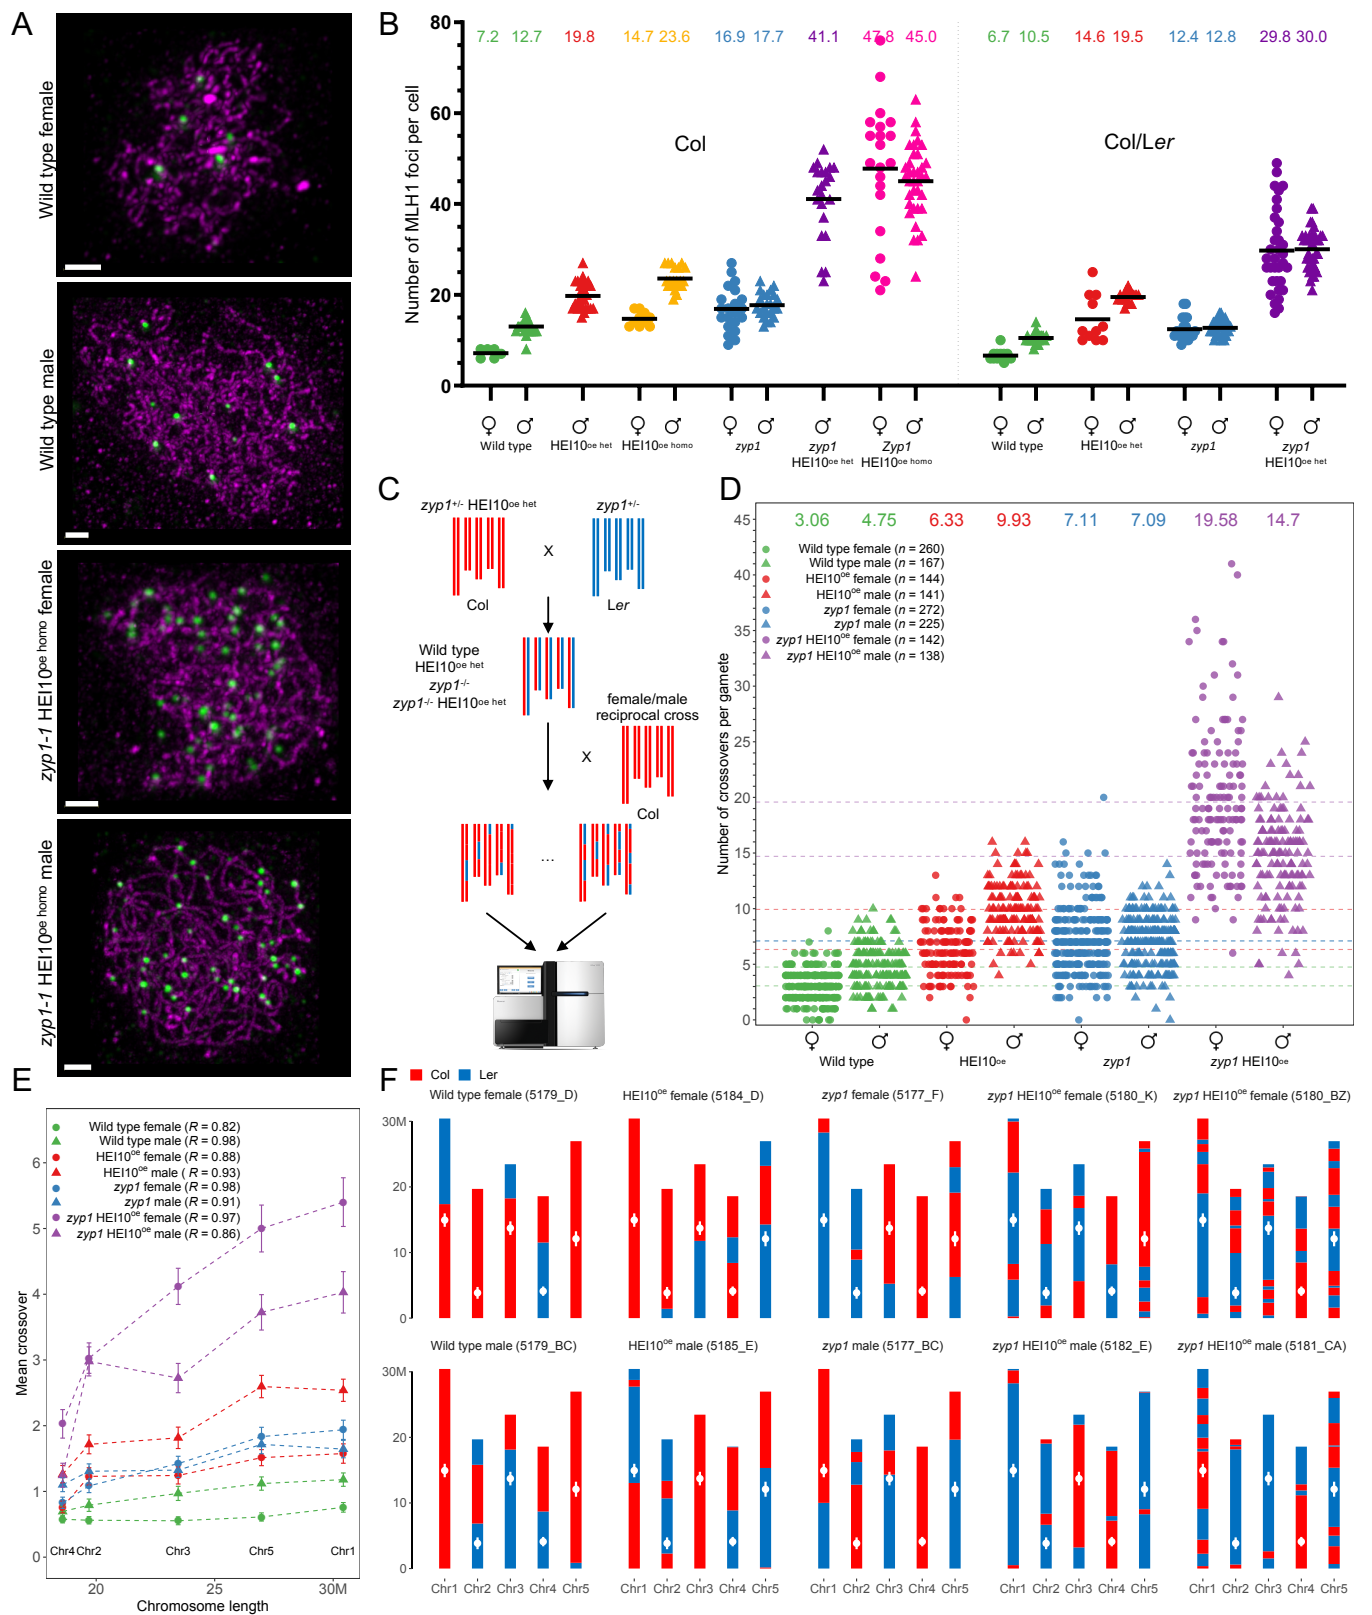 A
Wild type female
Wild type male
zyp1-1 HEI10oe homo female
zyp1-1 HEI10oe homo male
B
Number of MLH1 foci per cell
80
60
40
20
0
7.2 12.7 19.8 14.7 23.6 16.9 17.7 41.1 47.8 45.0 6.7 10.5 14.6 19.5 12.4 12.8 29.8 30.0
Col
Col/Ler
♀ ♂ ♂ ♀ ♂ ♀ ♂ ♂ ♀ ♂ ♀ ♂ ♀ ♂ ♀ ♂ ♀ ♂
Wild type HEI10oe het HEI10oe homo zyp1 zyp1 HEI10oe het Zyp1 HEI10oe homo Wild type HEI10oe het zyp1 zyp1 HEI10oe het
C
zyp1+/- HEI10oe het
zyp1+/-
X
Col
Ler
Wild type
HEI10oe het
zyp1-/-
zyp1-/- HEI10oe het
female/male
reciprocal cross
X
Col
...
D
Number of crossovers per gamete
45
40
35
30
25
20
15
10
5
0
3.06 4.75 6.33 9.93 7.11 7.09 19.58 14.7
Wild type female (n = 260)
Wild type male (n = 167)
HEI10oe female (n = 144)
HEI10oe male (n = 141)
zyp1 female (n = 272)
zyp1 male (n = 225)
zyp1 HEI10oe female (n = 142)
zyp1 HEI10oe male (n = 138)
♀ ♂ ♀ ♂ ♀ ♂ ♀ ♂
Wild type HEI10oe zyp1 zyp1 HEI10oe
E
Mean crossover
6
5
4
3
2
1
0
Wild type female (R = 0.82)
Wild type male (R = 0.98)
HEI10oe female (R = 0.88)
HEI10oe male (R = 0.93)
zyp1 female (R = 0.98)
zyp1 male (R = 0.91)
zyp1 HEI10oe female (R = 0.97)
zyp1 HEI10oe male (R = 0.86)
Chr4 Chr2 Chr3 Chr5 Chr1
20 25 30M
Chromosome length
F
Col Ler
Wild type female (5179_D) HEI10oe female (5184_D) zyp1 female (5177_F) zyp1 HEI10oe female (5180_K) zyp1 HEI10oe female (5180_BZ)
30M
20
10
0
Wild type male (5179_BC) HEI10oe male (5185_E) zyp1 male (5177_BC) zyp1 HEI10oe male (5182_E) zyp1 HEI10oe male (5181_CA)
30M
20
10
0
Chr1 Chr2 Chr3 Chr4 Chr5 Chr1 Chr2 Chr3 Chr4 Chr5 Chr1 Chr2 Chr3 Chr4 Chr5 Chr1 Chr2 Chr3 Chr4 Chr5 Chr1 Chr2 Chr3 Chr4 Chr5